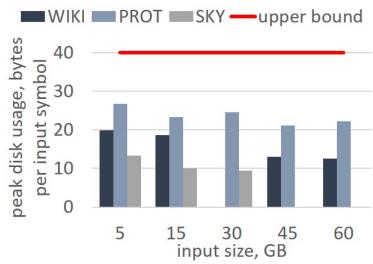 WIKI PROT SKY upper bound
peak disk usage, bytes
per input symbol
40
30
20
10
0
5 15 30 45 60
input size, GB